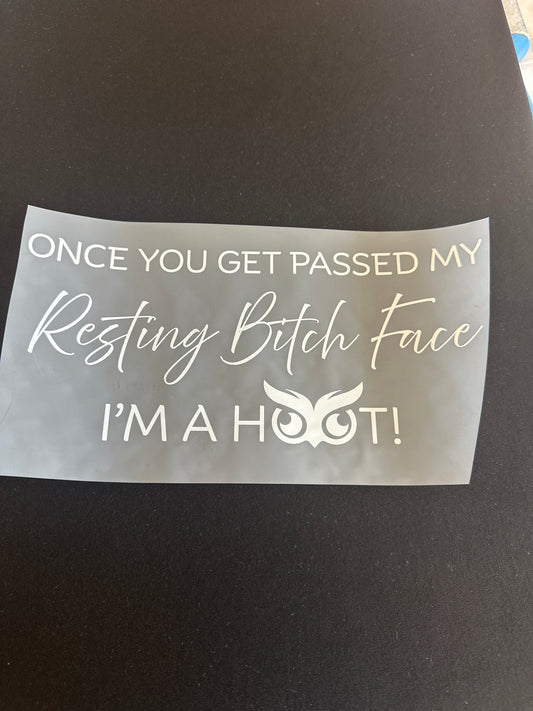 ONCE YOU GET PASSED MY
Resting Bitch Face
I'M A HOOT!